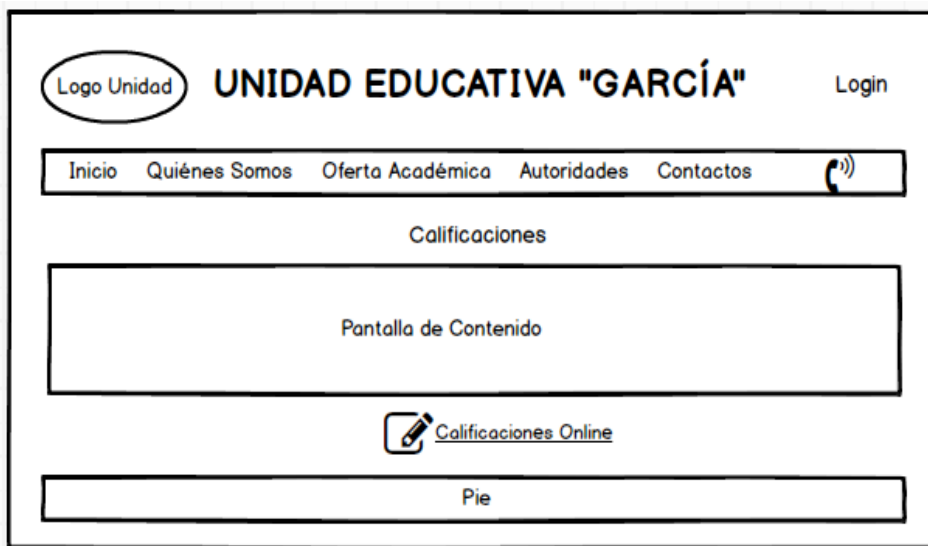 Logo Unidad
UNIDAD EDUCATIVA "GARCÍA"
Login
Inicio Quiénes Somos Oferta Académica Autoridades Contactos
Calificaciones
Pantalla de Contenido
Calificaciones Online
Pie